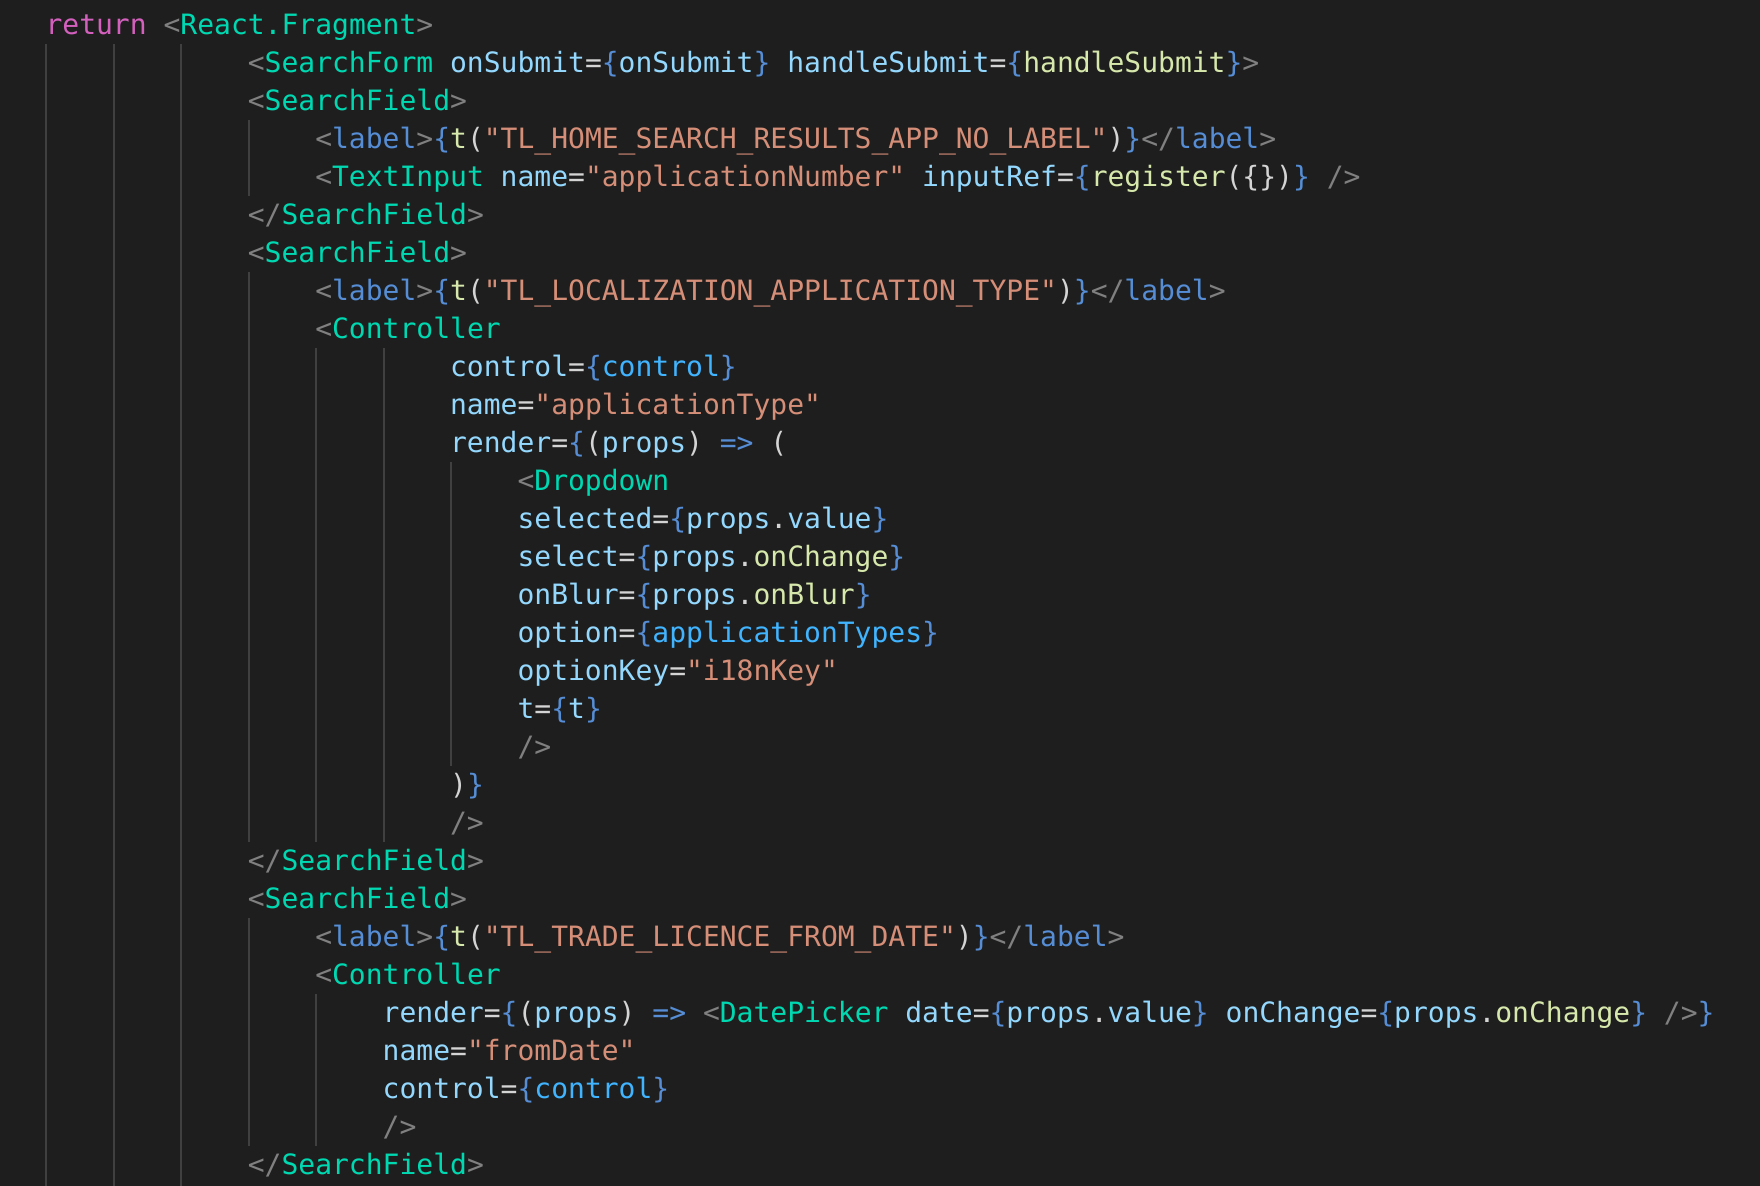 return <React.Fragment>
<SearchForm onSubmit={onSubmit} handleSubmit={handleSubmit}>
<SearchField>
<label>{t("TL_HOME_SEARCH_RESULTS_APP_NO_LABEL")}</label>
<TextInput name="applicationNumber" inputRef={register({})} />
</SearchField>
<SearchField>
<label>{t("TL_LOCALIZATION_APPLICATION_TYPE")}</label>
<Controller
control={control}
name="applicationType"
render={(props) => (
<Dropdown
selected={props.value}
select={props.onChange}
onBlur={props.onBlur}
option={applicationTypes}
optionKey="i18nKey"
t={t}
/>
)}
/>
</SearchField>
<SearchField>
<label>{t("TL_TRADE_LICENCE_FROM_DATE")}</label>
<Controller
render={(props) => <DatePicker date={props.value} onChange={props.onChange} />}
name="fromDate"
control={control}
/>
</SearchField>